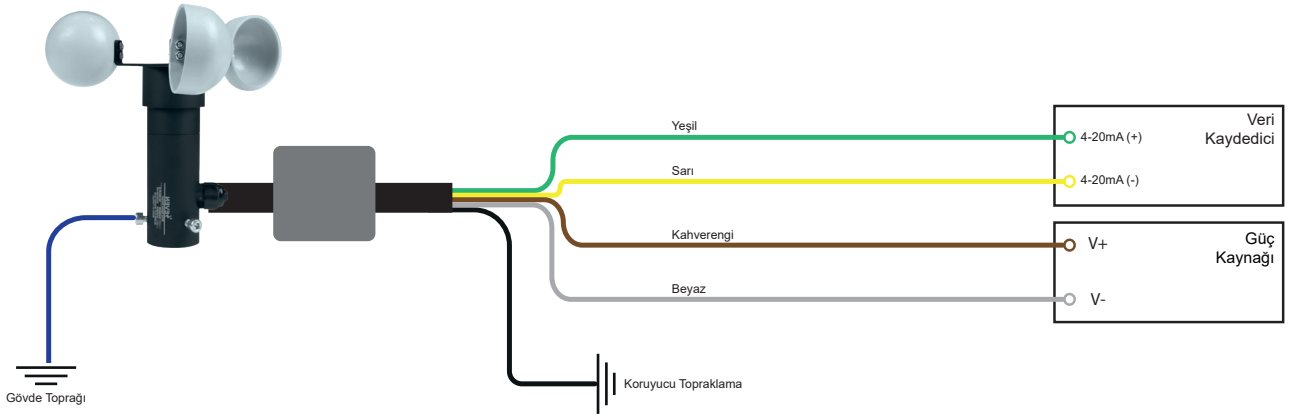 Yeşil
Sarı
Kahverengi
Beyaz
4-20mA (+)
4-20mA (-)
Veri
Kaydedici
V+
V-
Güç
Kaynağı
Gövde Toprağı
Koruyucu Topraklama